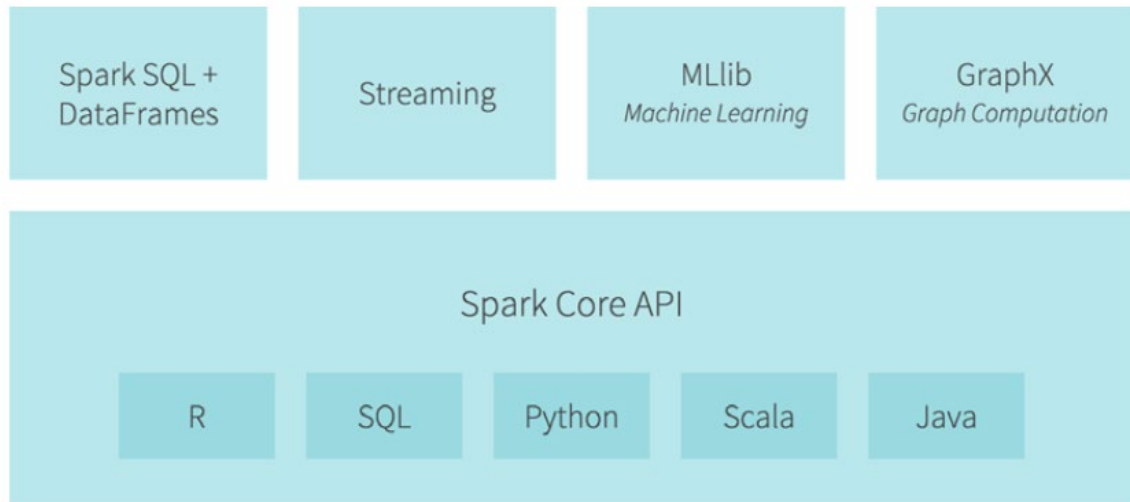 Spark SQL +
DataFrames
Streaming
MLlib
Machine Learning
GraphX
Graph Computation
Spark Core API
R
SQL
Python
Scala
Java